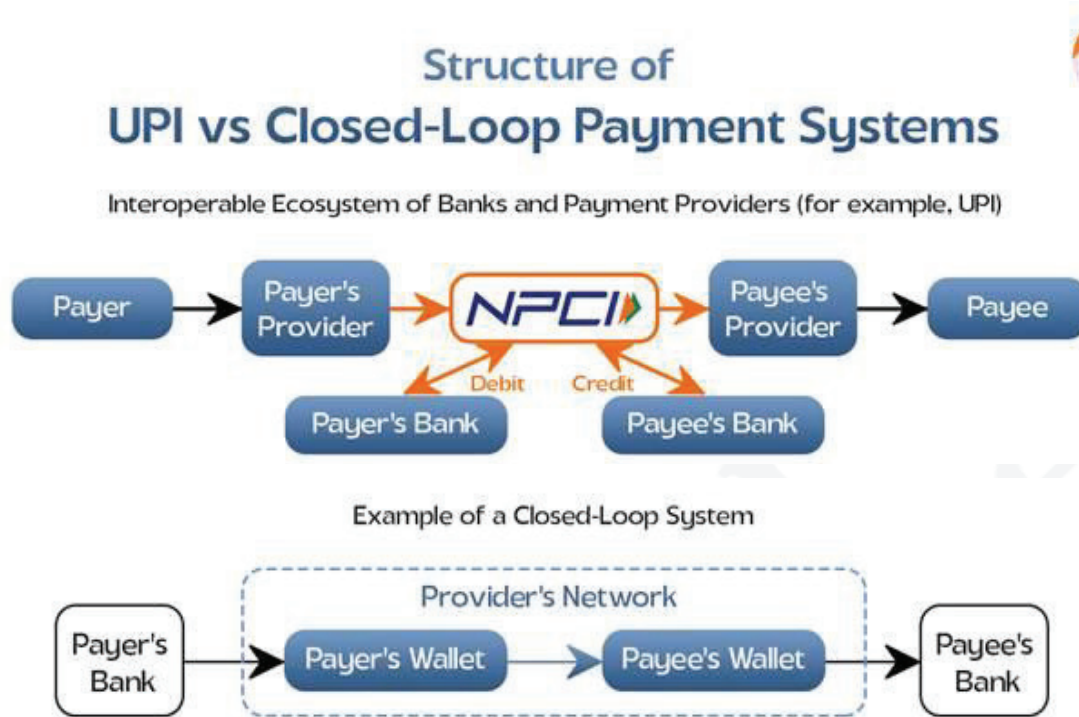 Structure of
UPI vs Closed-Loop Payment Systems
Interoperable Ecosystem of Banks and Payment Providers (for example, UPI)
Payer
Payer's
Provider
NPCI
Payee's
Provider
Payee
Debit
Credit
Payer's Bank
Payee's Bank
Example of a Closed-Loop System
Provider's Network
Payer's
Bank
Payer's Wallet
Payee's Wallet
Payee's
Bank